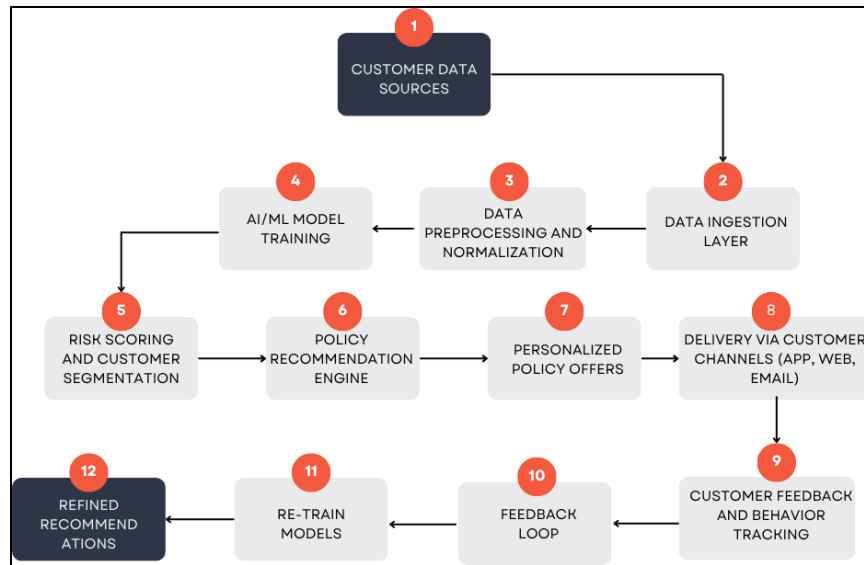 1
CUSTOMER DATA
SOURCES
2
DATA INGESTION
LAYER
3
DATA
PREPROCESSING AND
NORMALIZATION
4
AI/ML MODEL
TRAINING
5
RISK SCORING
AND CUSTOMER
SEGMENTATION
6
POLICY
RECOMMENDATION
ENGINE
7
PERSONALIZED
POLICY OFFERS
8
DELIVERY VIA CUSTOMER
CHANNELS (APP, WEB,
EMAIL)
9
CUSTOMER FEEDBACK
AND BEHAVIOR
TRACKING
10
FEEDBACK
LOOP
11
RE-TRAIN
MODELS
12
REFINED
RECOMMEND
ATIONS